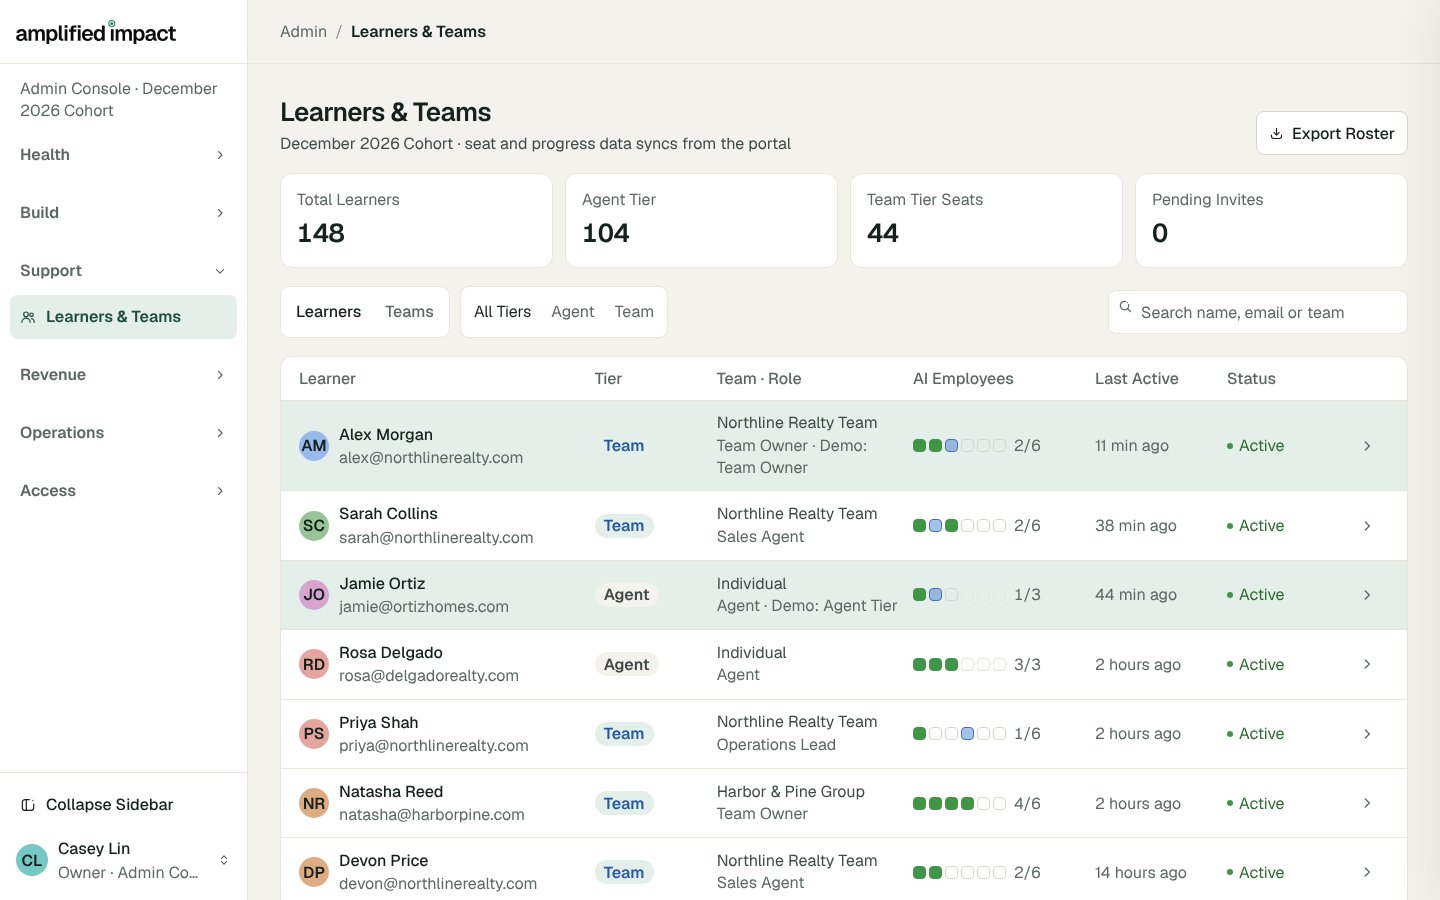 amplified impact
Admin / Learners & Teams
Admin Console · December
2026 Cohort
Health
Build
Support
Learners & Teams
Revenue
Operations
Access
Collapse Sidebar
CL
Casey Lin
Owner · Admin Co...
Learners & Teams
December 2026 Cohort · seat and progress data syncs from the portal
Export Roster
Total Learners
148
Agent Tier
104
Team Tier Seats
44
Pending Invites
0
Learners Teams
All Tiers Agent Team
Search name, email or team
Learner Tier Team · Role AI Employees Last Active Status
AM
Alex Morgan
alex@northlinerealty.com
Team
Northline Realty Team
Team Owner · Demo:
Team Owner
2/6
11 min ago
Active
SC
Sarah Collins
sarah@northlinerealty.com
Team
Northline Realty Team
Sales Agent
2/6
38 min ago
Active
JO
Jamie Ortiz
jamie@ortizhomes.com
Agent
Individual
Agent · Demo: Agent Tier
1/3
44 min ago
Active
RD
Rosa Delgado
rosa@delgadorealty.com
Agent
Individual
Agent
3/3
2 hours ago
Active
PS
Priya Shah
priya@northlinerealty.com
Team
Northline Realty Team
Operations Lead
1/6
2 hours ago
Active
NR
Natasha Reed
natasha@harborpine.com
Team
Harbor & Pine Group
Team Owner
4/6
2 hours ago
Active
DP
Devon Price
devon@northlinerealty.com
Team
Northline Realty Team
Sales Agent
2/6
14 hours ago
Active